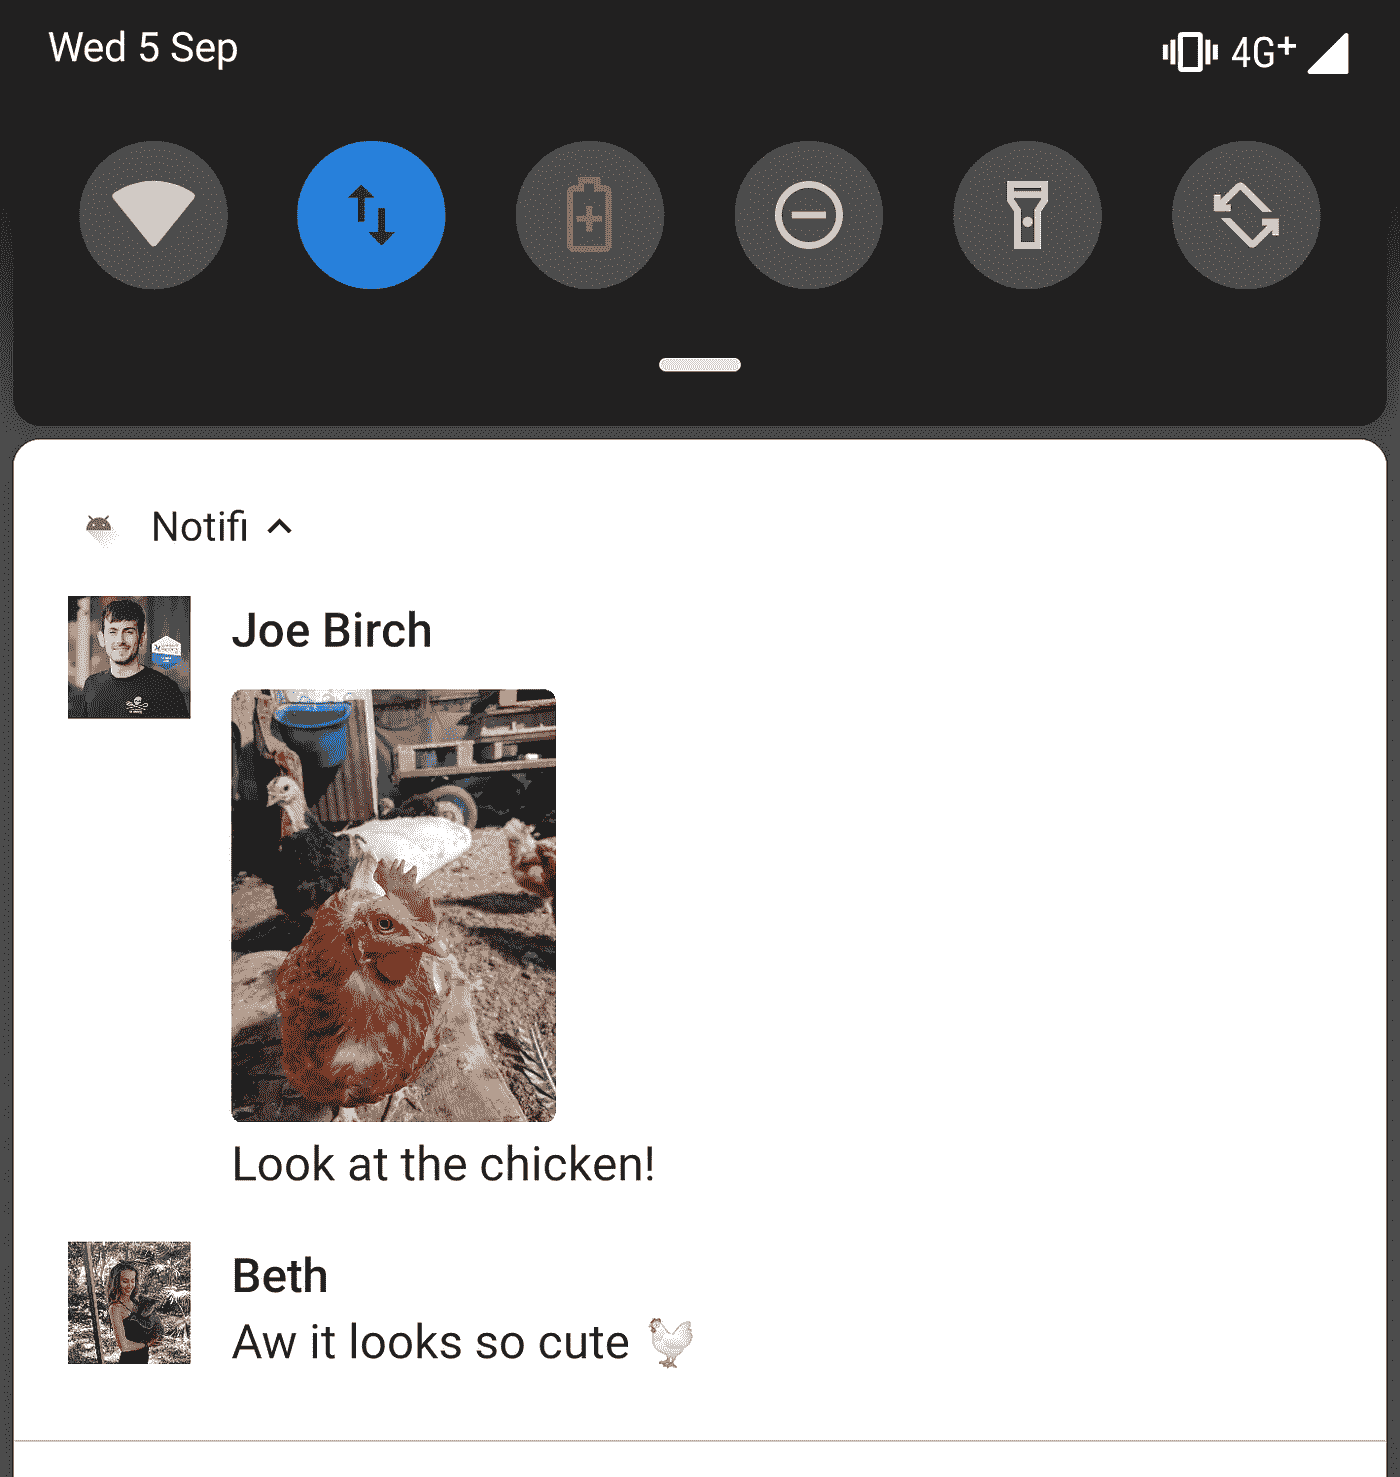 Wed 5 Sep
4G+
Notifi
Joe Birch
Look at the chicken!
Beth
Aw it looks so cute 🐓